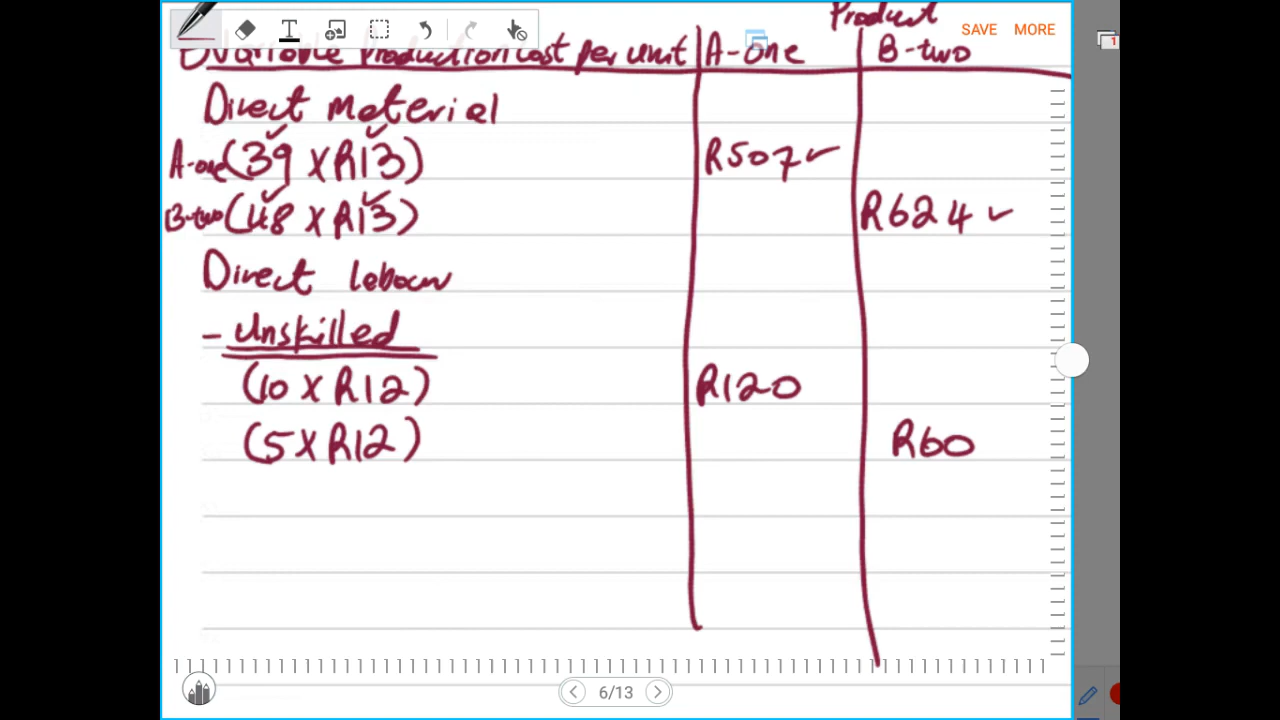 SAVE MORE
Product
Variable Production Cost per unit A-one B-two
Direct material
A-one (39 X R13) R507
B-two (48 X R13) R624
Direct labour
- Unskilled
(10 X R12) R120
(5 X R12) R60
6/13